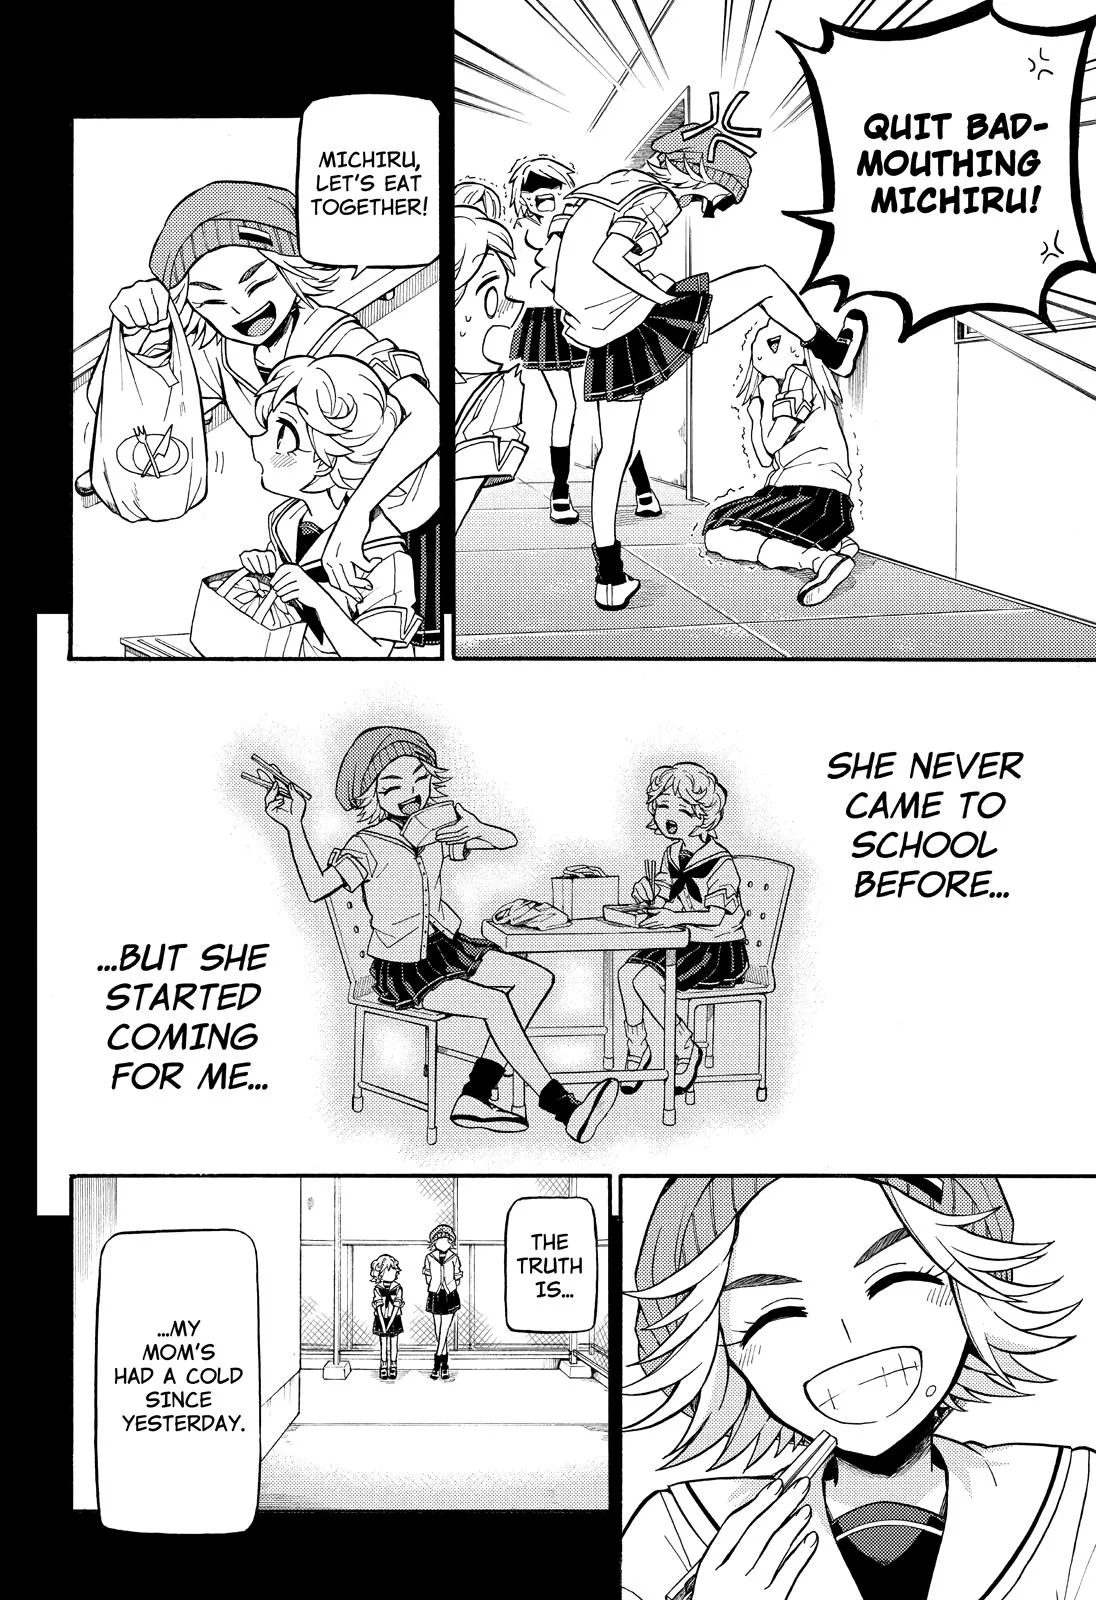 QUIT BAD-
MOUTHING
MICHIRU!
MICHIRU,
LET'S EAT
TOGETHER!
SHE NEVER
CAME TO
SCHOOL
BEFORE...
...BUT SHE
STARTED
COMING
FOR ME...
THE
TRUTH
IS...
...MY
MOM'S
HAD A COLD
SINCE
YESTERDAY.